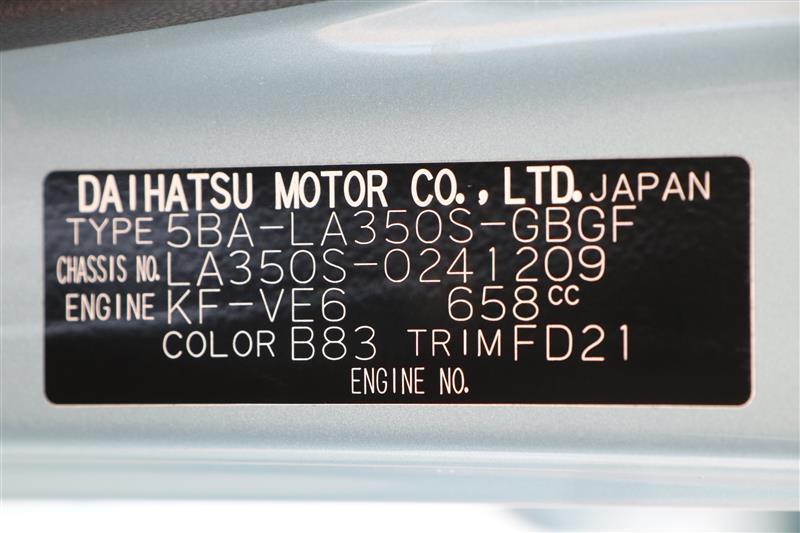 DAIHATSU MOTOR CO., LTD. JAPAN
TYPE 5BA-LA350S-GBGF
CHASSIS NO. LA350S-0241209
ENGINE KF-VE6 658cc
COLOR B83 TRIM FD21
ENGINE NO.